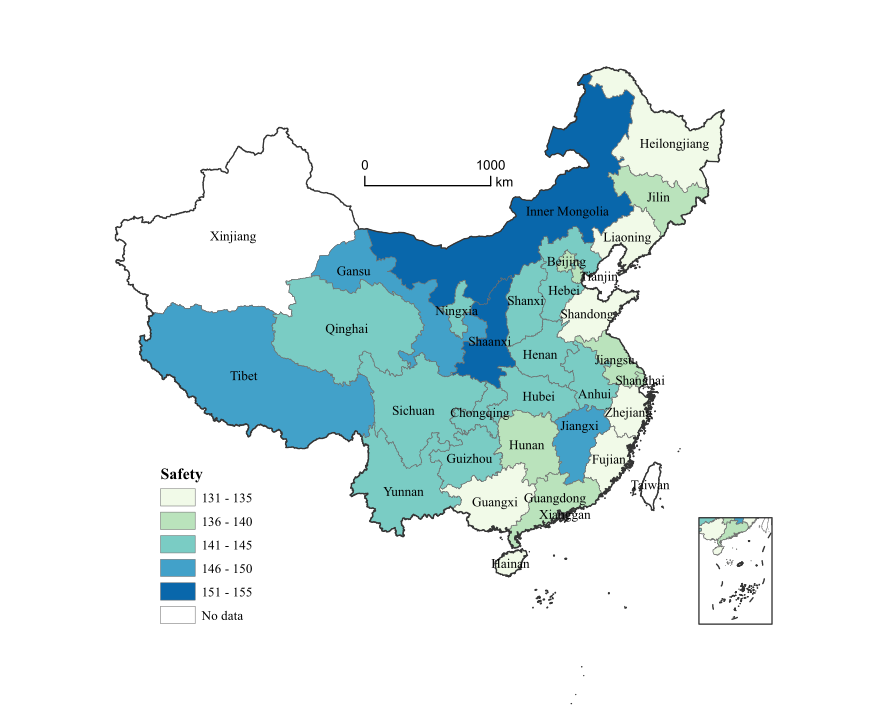 Heilongjiang
Jilin
0 1000
km
Inner Mongolia
Xinjiang
Liaoning
Beijing
Gansu
Tianjin
Hebei
Shanxi
Ningxia
Shandong
Qinghai
Shaanxi
Henan
Jiangsu
Tibet
Shanghai
Anhui
Hubei
Sichuan
Chongqing
Zhejiang
Jiangxi
Hunan
Guizhou
Fujian
Safety
Taiwan
Yunnan
131 - 135
Guangxi
Guangdong
Xianggan
136 - 140
141 - 145
Hainan
146 - 150
151 - 155
No data